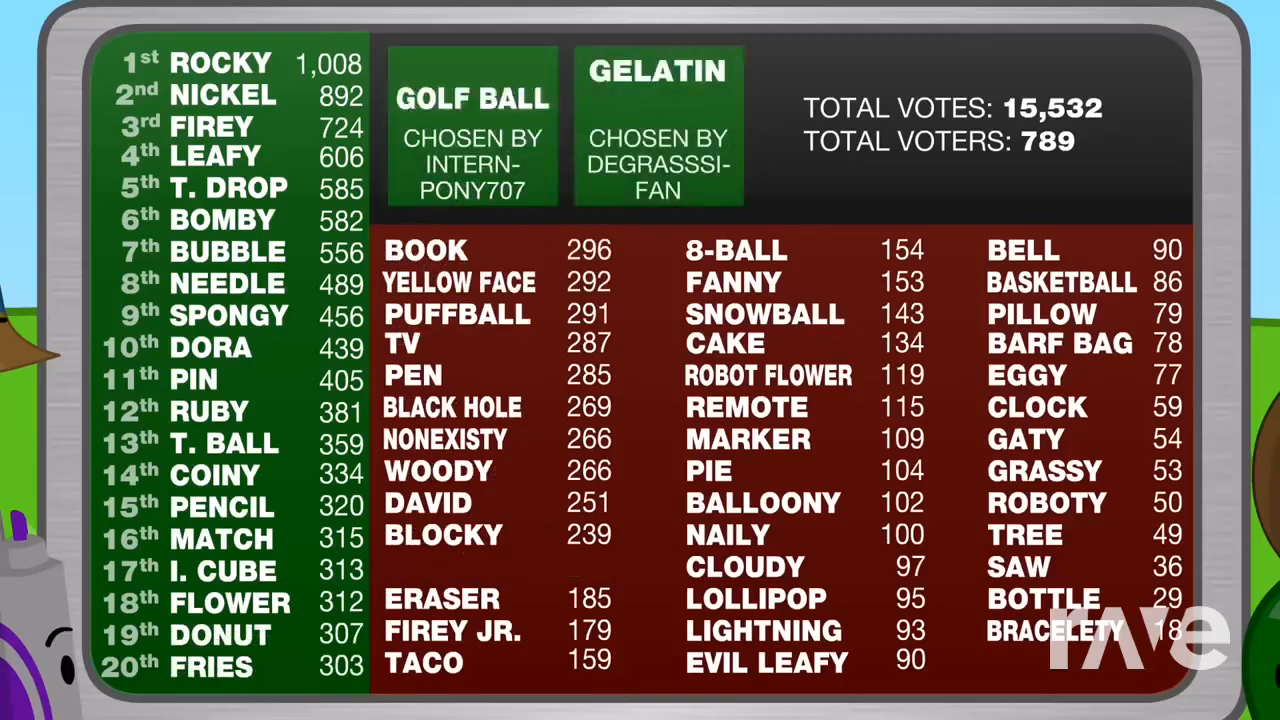 1st ROCKY 1,008
2nd NICKEL 892
3rd FIREY 724
4th LEAFY 606
5th T. DROP 585
6th BOMBY 582
7th BUBBLE 556
8th NEEDLE 489
9th SPONGY 456
10th DORA 439
11th PIN 405
12th RUBY 381
13th T. BALL 359
14th COINY 334
15th PENCIL 320
16th MATCH 315
17th I. CUBE 313
18th FLOWER 312
19th DONUT 307
20th FRIES 303
GOLF BALL
CHOSEN BY
INTERN-
PONY707
GELATIN
CHOSEN BY
DEGRASSSI-
FAN
TOTAL VOTES: 15,532
TOTAL VOTERS: 789
BOOK 296
YELLOW FACE 292
PUFFBALL 291
TV 287
PEN 285
BLACK HOLE 269
NONEXISTY 266
WOODY 266
DAVID 251
BLOCKY 239
ERASER 185
FIREY JR. 179
TACO 159
8-BALL 154
FANNY 153
SNOWBALL 143
CAKE 134
ROBOT FLOWER 119
REMOTE 115
MARKER 109
PIE 104
BALLOONY 102
NAILY 100
CLOUDY 97
LOLLIPOP 95
LIGHTNING 93
EVIL LEAFY 90
BELL 90
BASKETBALL 86
PILLOW 79
BARF BAG 78
EGGY 77
CLOCK 59
GATY 54
GRASSY 53
ROBOTY 50
TREE 49
SAW 36
BOTTLE 29
BRACELETY 18
rave